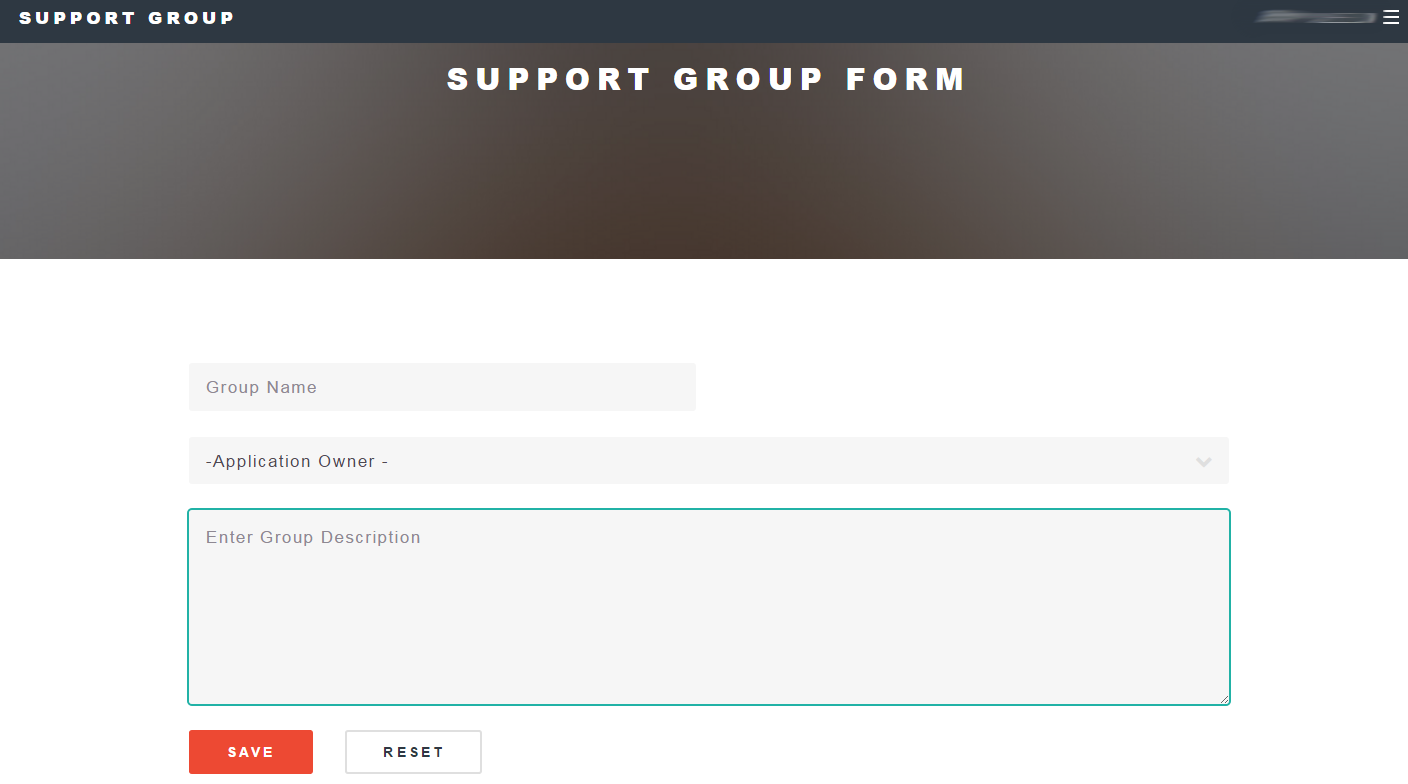 SUPPORT GROUP
SUPPORT GROUP FORM
Group Name
-Application Owner -
Enter Group Description
SAVE
RESET